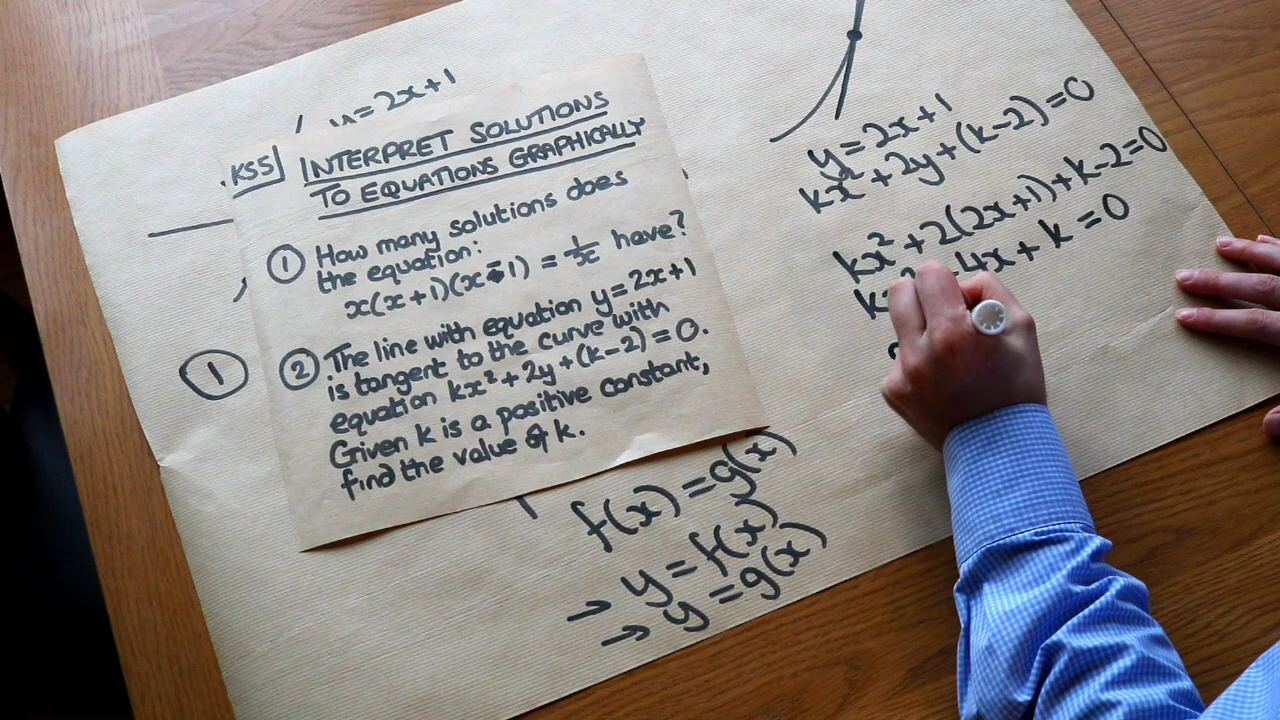 = 2x+1
KS5 INTERPRET SOLUTIONS
TO EQUATIONS GRAPHICALLY
① How many solutions does
the equation:
x(x+1)(x-1) = 1/x have?
② The line with equation y=2x+1
is tangent to the curve with
equation kx²+2y+(k-2)=0.
Given k is a positive constant,
find the value of k.
①
f(x)=g(x)
→ y=f(x)
→ y=g(x)
y=2x+1
kx²+2y+(k-2)=0
kx²+2(2x+1)+k-2=0
4x+k=0